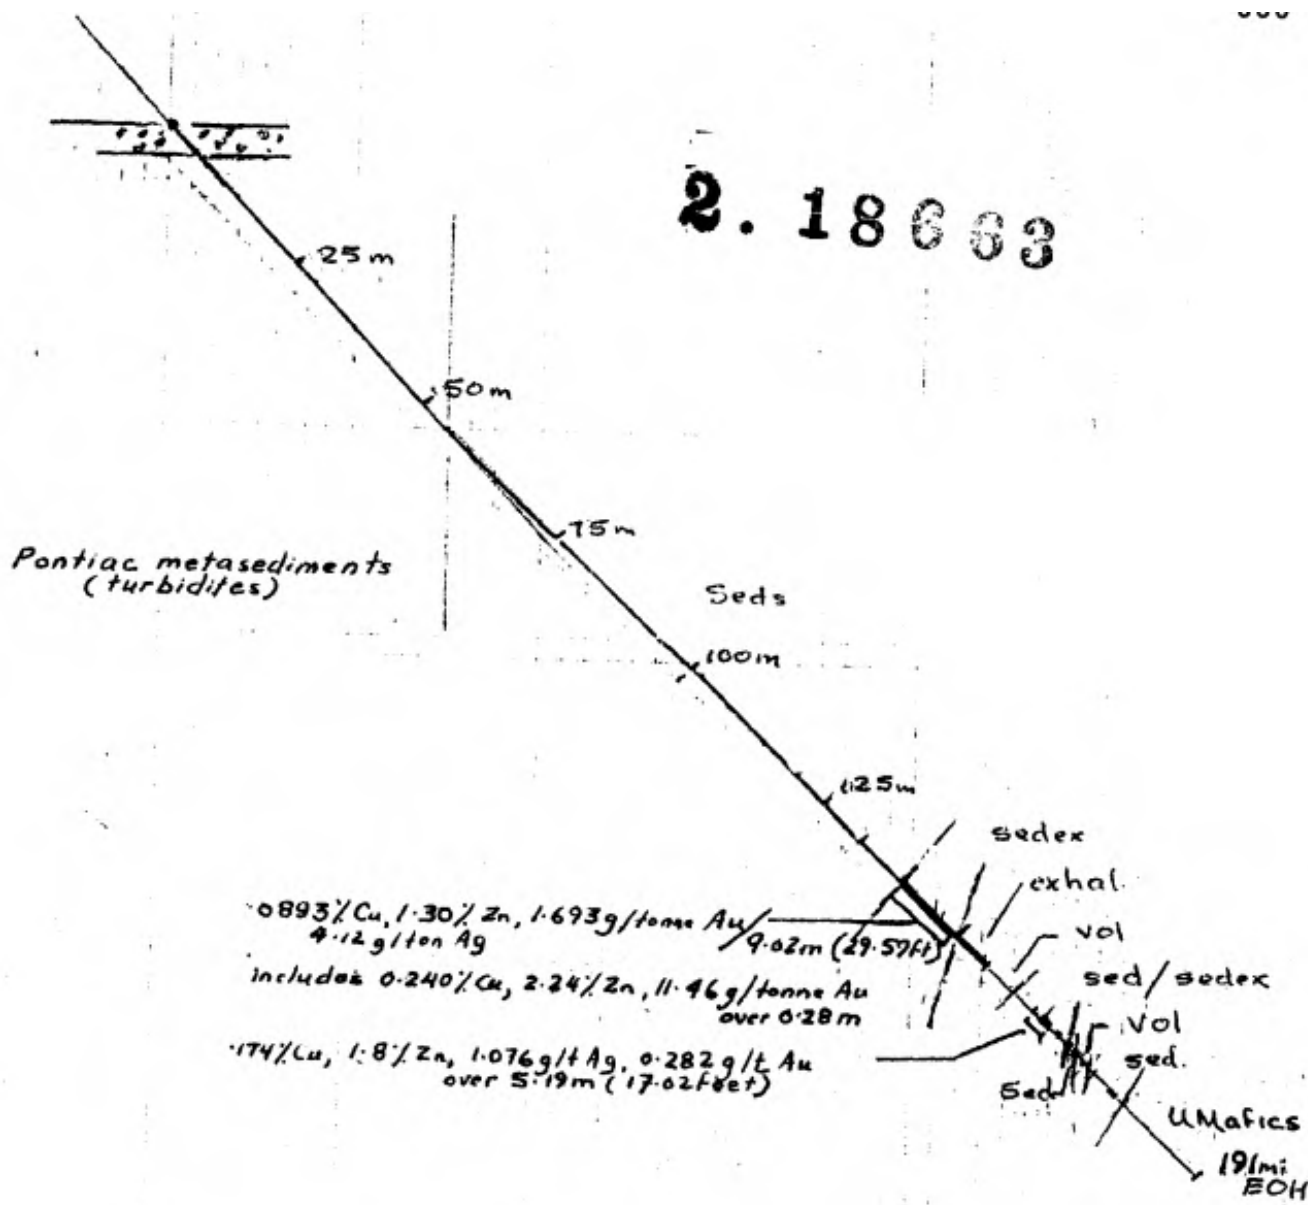 2. 18663
25m
50m
75m
Pontiac metasediments
(turbidites)
Seds
100m
125m
sedex
exhal.
.0893% Cu, 1.30% Zn, 1.693g/tonne Au
4.12 g/ton Ag
9.02m (29.57ft)
vol
includes 0.240% Cu, 2.24% Zn, 11.46 g/tonne Au
over 0.28m
sed/sedex
.174% Cu, 1.8% Zn, 1.076g/t Ag, 0.282 g/t Au
over 5.19m (17.02feet)
vol
sed.
Sed
UMafics
191m
EOH